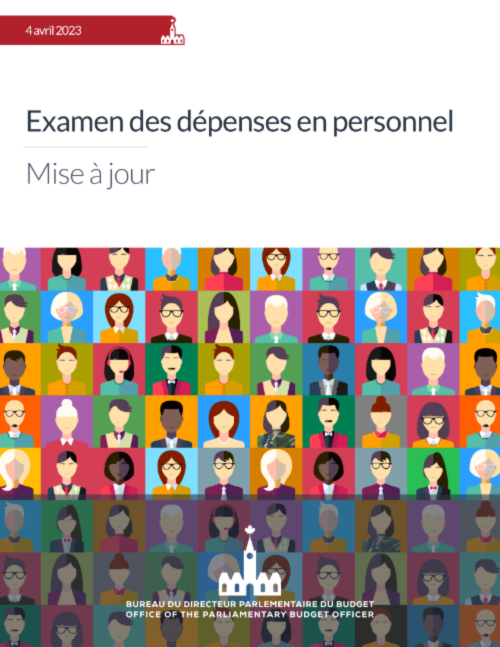 4 avril 2023
Examen des dépenses en personnel
Mise à jour
BUREAU DU DIRECTEUR PARLEMENTAIRE DU BUDGET
OFFICE OF THE PARLIAMENTARY BUDGET OFFICER